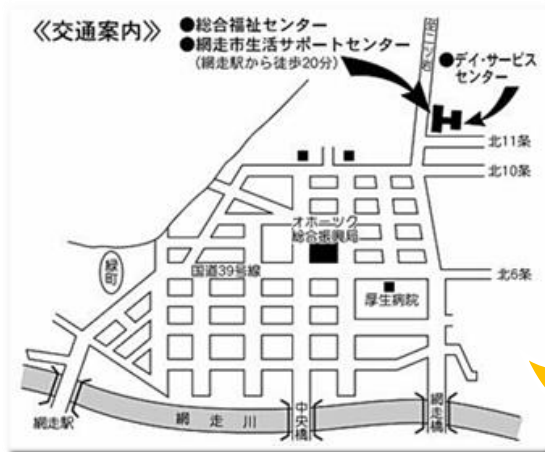 《交通案内》
●総合福祉センター
●網走市生活サポートセンター
(網走駅から徒歩20分)
●デイ・サービス
センター
北11条
北10条
オホーツク
総合振興局
緑町
国道39号線
北6条
厚生病院
網走駅
網走川
中央橋
網走橋